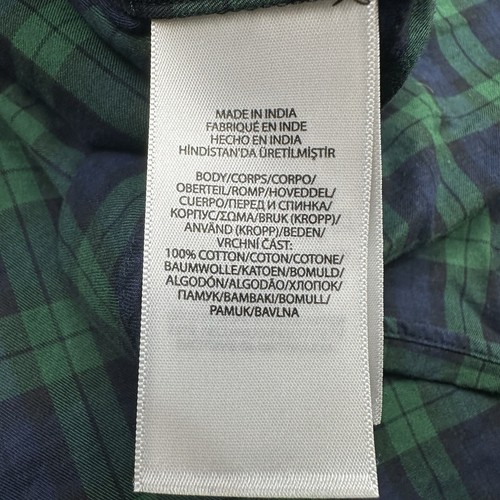 MADE IN INDIA
FABRIQUÉ EN INDE
HECHO EN INDIA
HİNDİSTAN'DA ÜRETİLMİŞTİR
BODY/CORPS/CORPO/
OBERTEIL/ROMP/HOVEDDEL/
CUERPO/ПЕРЕД И СПИНКА/
КОРПУС/ΣΩΜΑ/BRUK (KROPP)/
ANVÄND (KROPP)/BEDEN/
VRCHNÍ ČÁST:
100% COTTON/COTON/COTONE/
BAUMWOLLE/KATOEN/BOMULD/
ALGODÓN/ALGODÃO/ХЛОПОК/
ПАМУК/ΒΑΜΒΑΚΙ/BOMULL/
PAMUK/BAVLNA